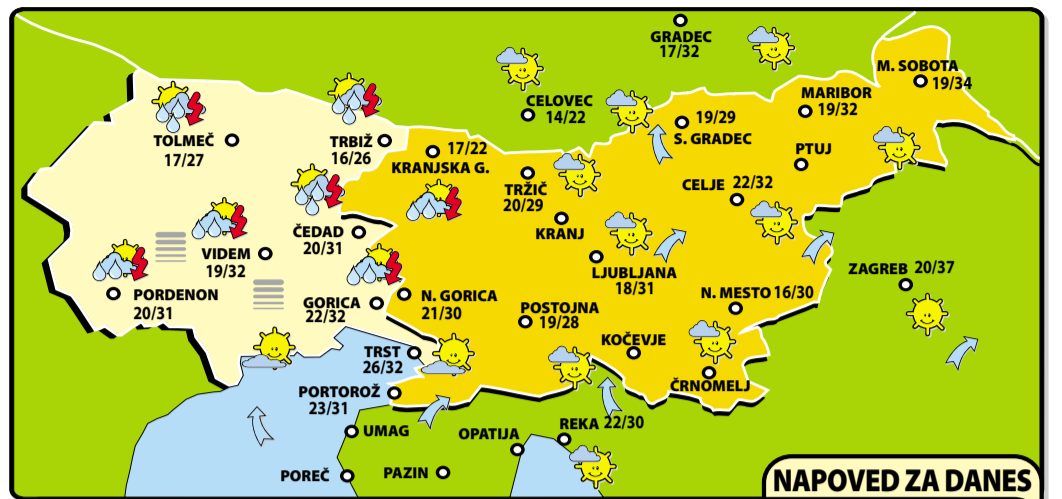 GRADEC
17/32
M. SOBOTA
19/34
CELOVEC
14/22
MARIBOR
19/32
19/29
S. GRADEC
TOLMEČ
17/27
TRBIŽ
16/26
17/22
KRANJSKA G.
PTUJ
TRŽIČ
20/29
CELJE 22/32
KRANJ
ČEDAD
20/31
VIDEM
19/32
LJUBLJANA
18/31
ZAGREB 20/37
PORDENON
20/31
GORICA
22/32
N. GORICA
21/30
N. MESTO 16/30
POSTOJNA
19/28
KOČEVJE
TRST
26/32
ČRNOMELJ
PORTOROŽ
23/31
UMAG
OPATIJA
REKA 22/30
POREČ
PAZIN
NAPOVED ZA DANES